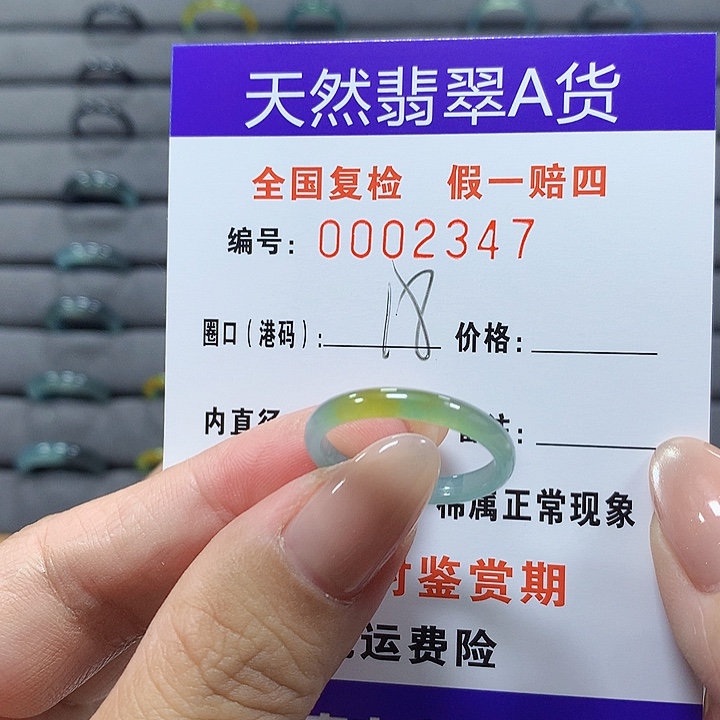 天然翡翠A货
全国复检 假一赔四
编号: 0002347
圈口(港码): 18 价格:
内直径
棉属正常现象
时鉴赏期
运费险